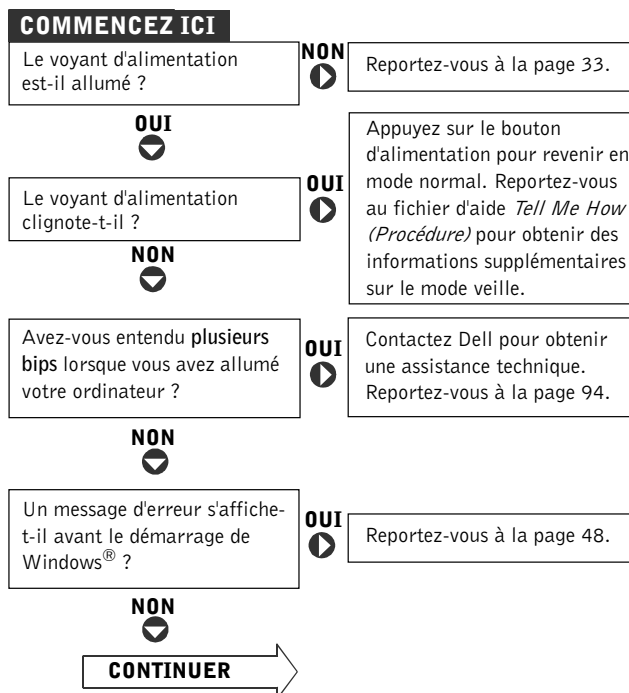 COMMENCEZ ICI
Le voyant d'alimentation
est-il allumé ?
NON
Reportez-vous à la page 33.
OUI
Le voyant d'alimentation
clignote-t-il ?
OUI
Appuyez sur le bouton
d'alimentation pour revenir en
mode normal. Reportez-vous
au fichier d'aide Tell Me How
(Procédure) pour obtenir des
informations supplémentaires
sur le mode veille.
NON
Avez-vous entendu plusieurs
bips lorsque vous avez allumé
votre ordinateur ?
OUI
Contactez Dell pour obtenir
une assistance technique.
Reportez-vous à la page 94.
NON
Un message d'erreur s'affiche-
t-il avant le démarrage de
Windows® ?
OUI
Reportez-vous à la page 48.
NON
CONTINUER